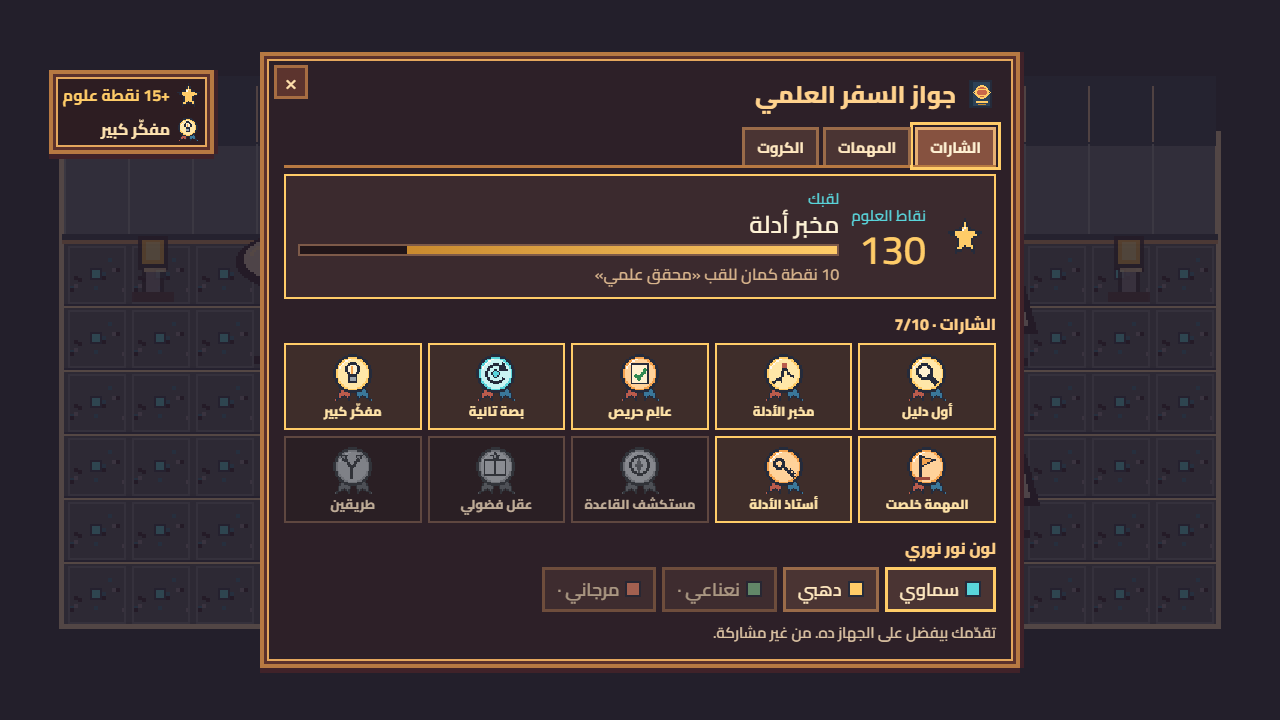 +15 نقطة علوم
مفكّر كبير
×
جواز السفر العلمي
الشارات
المهمات
الكروت
نقاط العلوم
130
لقبك
مخبر أدلة
10 نقطة كمان للقب «محقق علمي»
الشارات · 7/10
أول دليل
مخبر الأدلة
عالم حريص
بصة تانية
مفكّر كبير
المهمة خلصت
أستاذ الأدلة
مستكشف القاعدة
عقل فضولي
طريقين
لون نور نوري
سماوي
دهبي
نعناعي ·
مرجاني ·
تقدّمك بيفضل على الجهاز ده. من غير مشاركة.